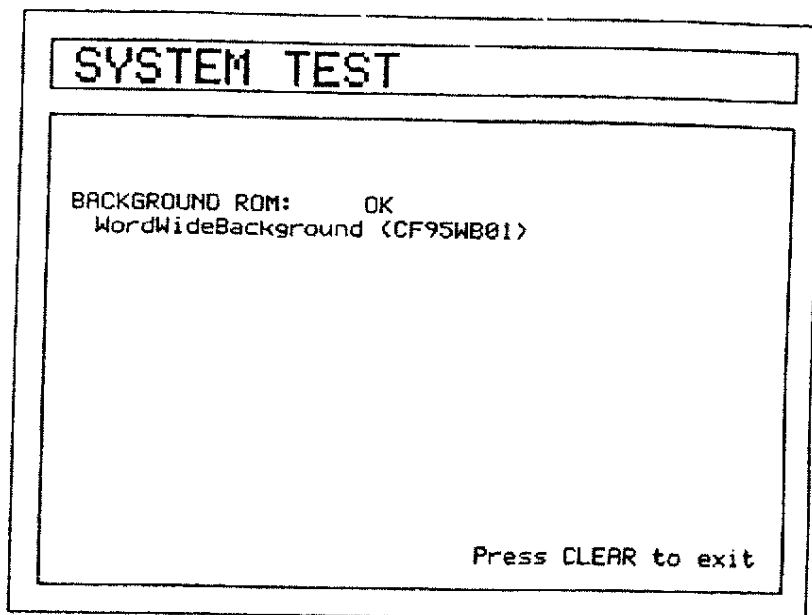 SYSTEM TEST
BACKGROUND ROM: OK
WordWideBackground (CF95WB01)
Press CLEAR to exit